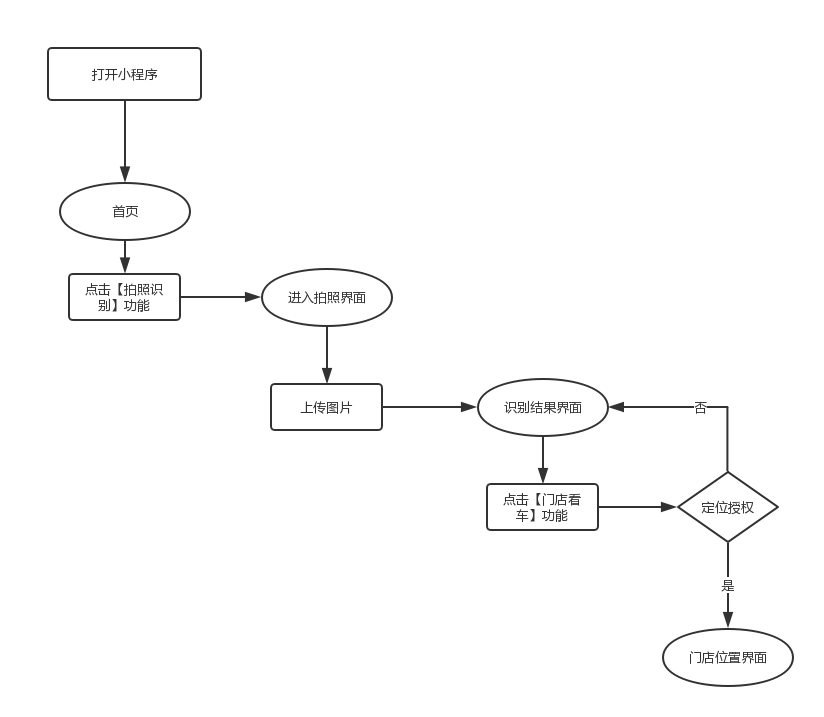 打开小程序
首页
点击【拍照识
别】功能
进入拍照界面
上传图片
识别结果界面
否
点击【门店看
车】功能
定位授权
是
门店位置界面